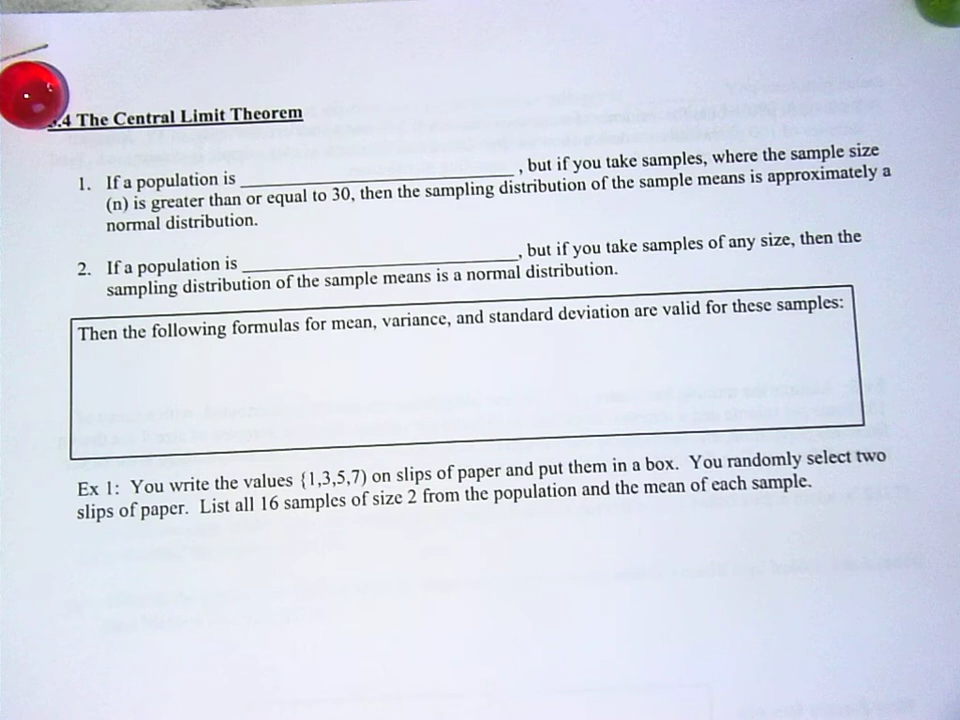 .4 The Central Limit Theorem
1. If a population is ____________________, but if you take samples, where the sample size
(n) is greater than or equal to 30, then the sampling distribution of the sample means is approximately a
normal distribution.
2. If a population is ____________________, but if you take samples of any size, then the
sampling distribution of the sample means is a normal distribution.
Then the following formulas for mean, variance, and standard deviation are valid for these samples:
Ex 1: You write the values {1,3,5,7) on slips of paper and put them in a box. You randomly select two
slips of paper. List all 16 samples of size 2 from the population and the mean of each sample.